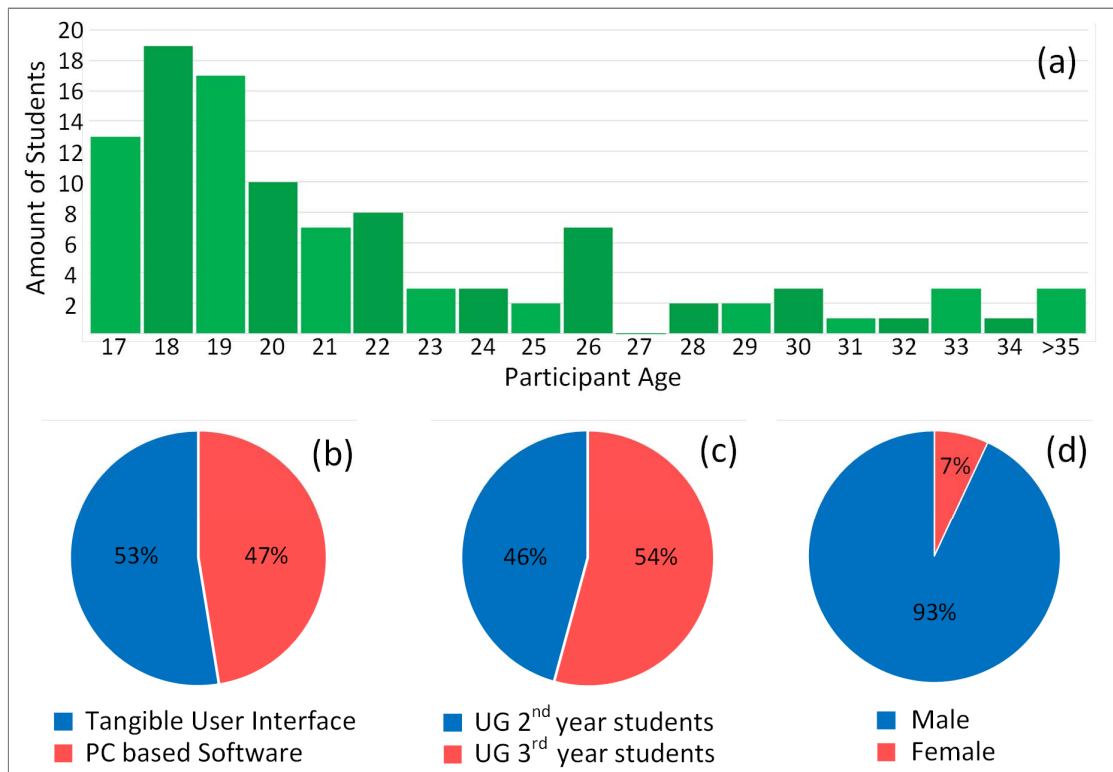 20
18
16
14
12
10
8
6
4
2
Amount of Students
(a)
17 18 19 20 21 22 23 24 25 26 27 28 29 30 31 32 33 34 >35
Participant Age
(b)
53% 47%
Tangible User Interface
PC based Software
(c)
46% 54%
UG 2nd year students
UG 3rd year students
(d)
7%
93%
Male
Female